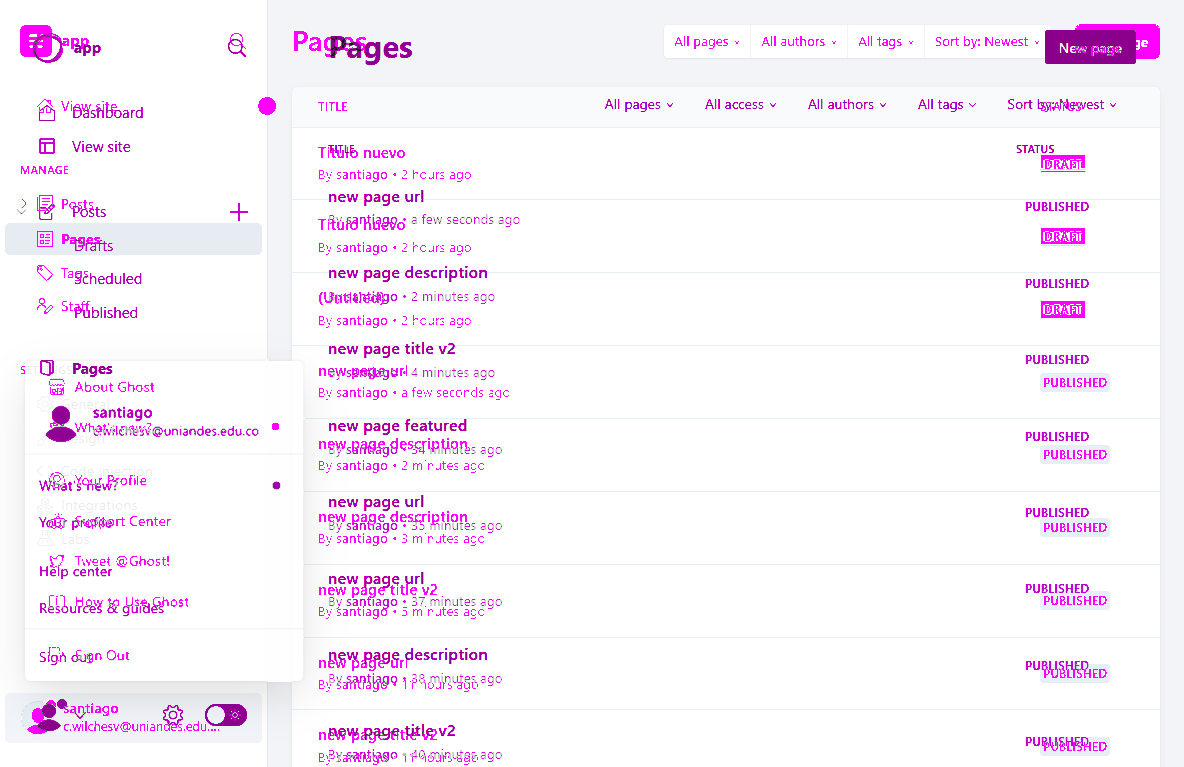 app
app
View site
Dashboard
View site
MANAGE
Posts
Posts
Pages
Drafts
Tags
Scheduled
Staff
Published
Pages
About Ghost
General
santiago
What's new?
c.wilchesv@uniandes.edu.co
Code injection
Your Profile
What's new?
Integrations
Your profile
Support Center
Labs
Tweet @Ghost!
Help center
How to Use Ghost
Resources & guides
Sign out
Sign Out
santiago
c.wilchesv@uniandes.edu....
Pages
Pages
All pages
All authors
All tags
Sort by: Newest
New page
New page
TITLE
All pages
All access
All authors
All tags
Sort by: Newest
STATUS
TITLE
STATUS
Titulo nuevo
By santiago • 2 hours ago
DRAFT
new page url
By santiago • a few seconds ago
PUBLISHED
Titulo nuevo
By santiago • 2 hours ago
DRAFT
new page description
By santiago • 2 minutes ago
PUBLISHED
(Untitled)
By santiago • 2 hours ago
DRAFT
new page title v2
By santiago • 4 minutes ago
PUBLISHED
new page url
By santiago • a few seconds ago
PUBLISHED
new page featured
By santiago • 34 minutes ago
PUBLISHED
new page description
By santiago • 2 minutes ago
PUBLISHED
new page url
By santiago • 35 minutes ago
PUBLISHED
new page description
By santiago • 3 minutes ago
PUBLISHED
new page url
By santiago • 37 minutes ago
PUBLISHED
new page title v2
By santiago • 5 minutes ago
PUBLISHED
new page description
By santiago • 38 minutes ago
PUBLISHED
new page url
By santiago • 11 hours ago
PUBLISHED
new page title v2
By santiago • 40 minutes ago
PUBLISHED
new page title v2
By santiago • 11 hours ago
PUBLISHED